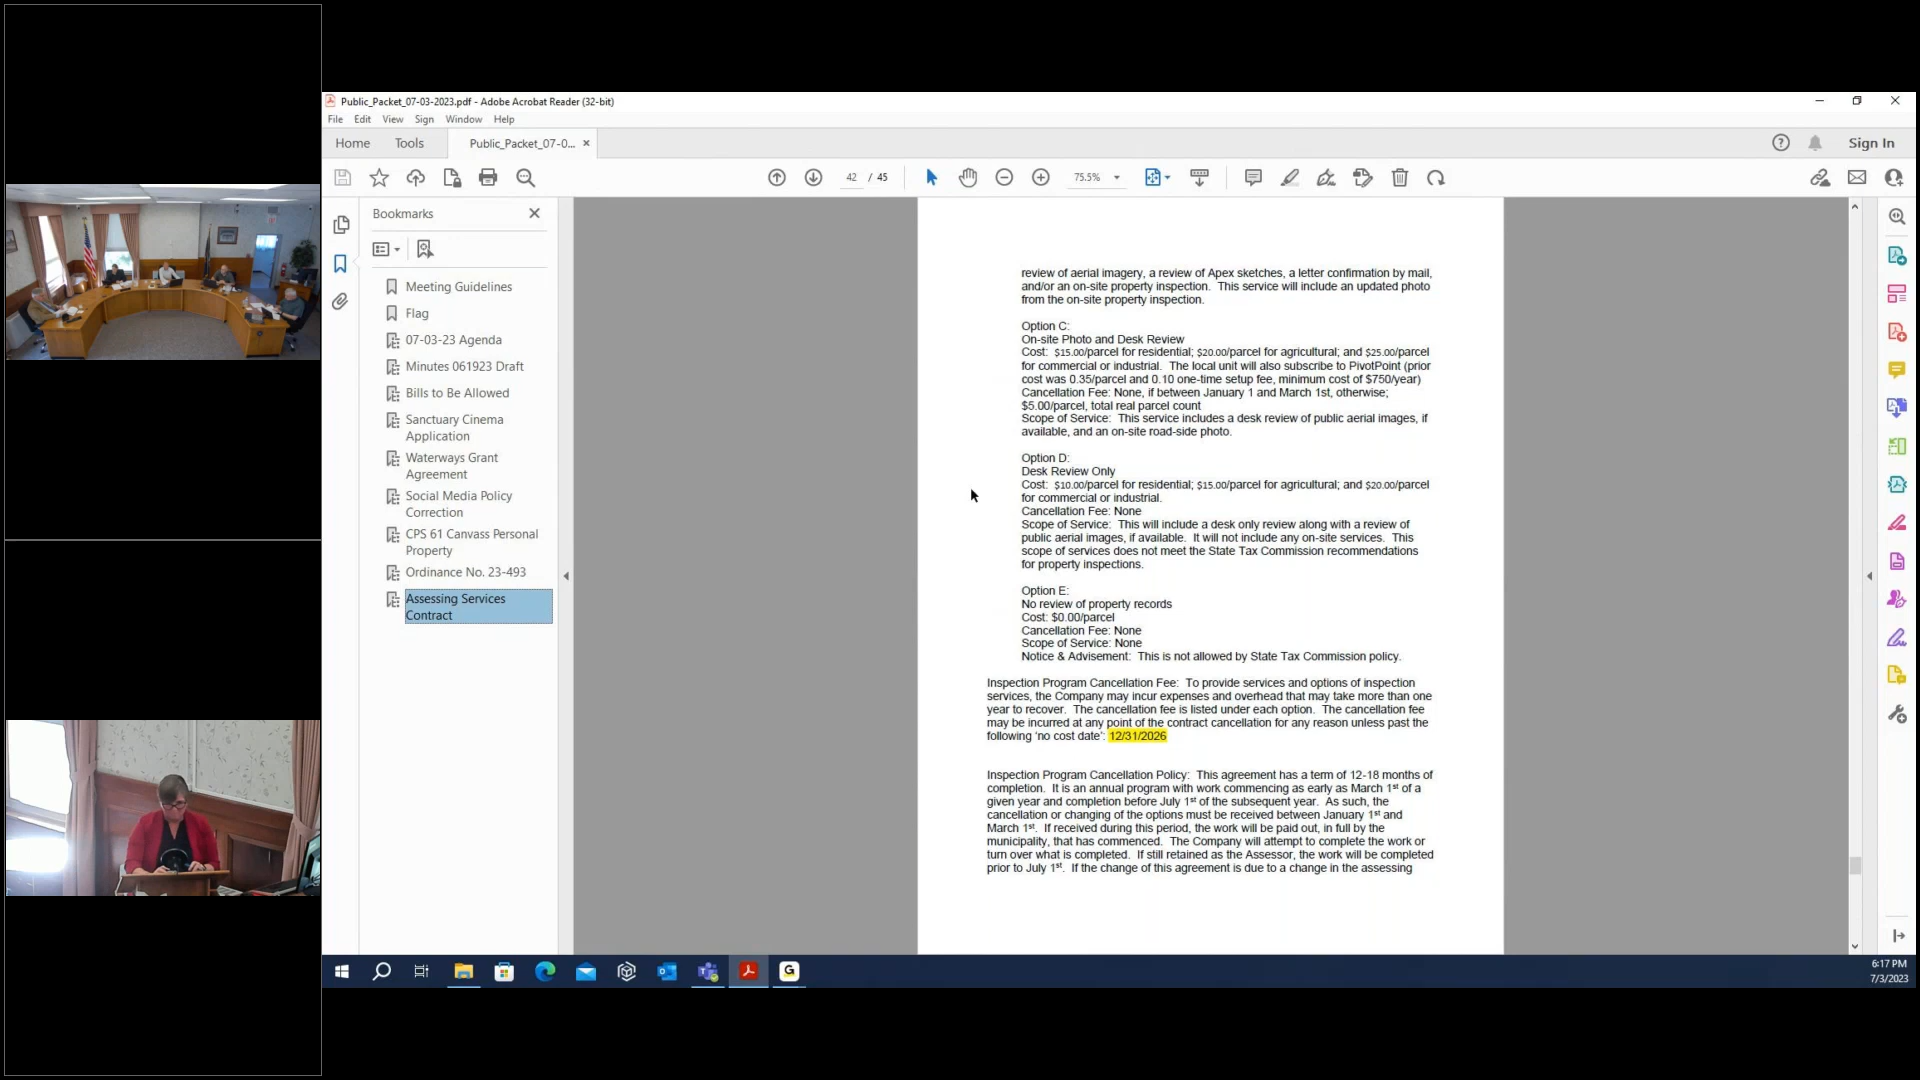 Public_Packet_07-03-2023.pdf - Adobe Acrobat Reader (32-bit)
File Edit View Sign Window Help
Home Tools Public_Packet_07-0... Sign In
42 / 45 75.5%
Bookmarks
Meeting Guidelines
Flag
07-03-23 Agenda
Minutes 061923 Draft
Bills to Be Allowed
Sanctuary Cinema
Application
Waterways Grant
Agreement
Social Media Policy
Correction
CPS 61 Canvass Personal
Property
Ordinance No. 23-493
Assessing Services
Contract
review of aerial imagery, a review of Apex sketches, a letter confirmation by mail,
and/or an on-site property inspection. This service will include an updated photo
from the on-site property inspection.
Option C:
On-site Photo and Desk Review
Cost: $15.00/parcel for residential; $20.00/parcel for agricultural; and $25.00/parcel
for commercial or industrial. The local unit will also subscribe to PivotPoint (prior
cost was 0.35/parcel and 0.10 one-time setup fee, minimum cost of $750/year)
Cancellation Fee: None, if between January 1 and March 1st, otherwise;
$5.00/parcel, total real parcel count
Scope of Service: This service includes a desk review of public aerial images, if
available, and an on-site road-side photo.
Option D:
Desk Review Only
Cost: $10.00/parcel for residential; $15.00/parcel for agricultural; and $20.00/parcel
for commercial or industrial.
Cancellation Fee: None
Scope of Service: This will include a desk only review along with a review of
public aerial images, if available. It will not include any on-site services. This
scope of services does not meet the State Tax Commission recommendations
for property inspections.
Option E:
No review of property records
Cost: $0.00/parcel
Cancellation Fee: None
Scope of Service: None
Notice & Advisement: This is not allowed by State Tax Commission policy.
Inspection Program Cancellation Fee: To provide services and options of inspection
services, the Company may incur expenses and overhead that may take more than one
year to recover. The cancellation fee is listed under each option. The cancellation fee
may be incurred at any point of the contract cancellation for any reason unless past the
following 'no cost date': 12/31/2026
Inspection Program Cancellation Policy: This agreement has a term of 12-18 months of
completion. It is an annual program with work commencing as early as March 1st of a
given year and completion before July 1st of the subsequent year. As such, the
cancellation or changing of the options must be received between January 1st and
March 1st. If received during this period, the work will be paid out, in full by the
municipality, that has commenced. The Company will attempt to complete the work or
turn over what is completed. If still retained as the Assessor, the work will be completed
prior to July 1st. If the change of this agreement is due to a change in the assessing
6:17 PM
7/3/2023